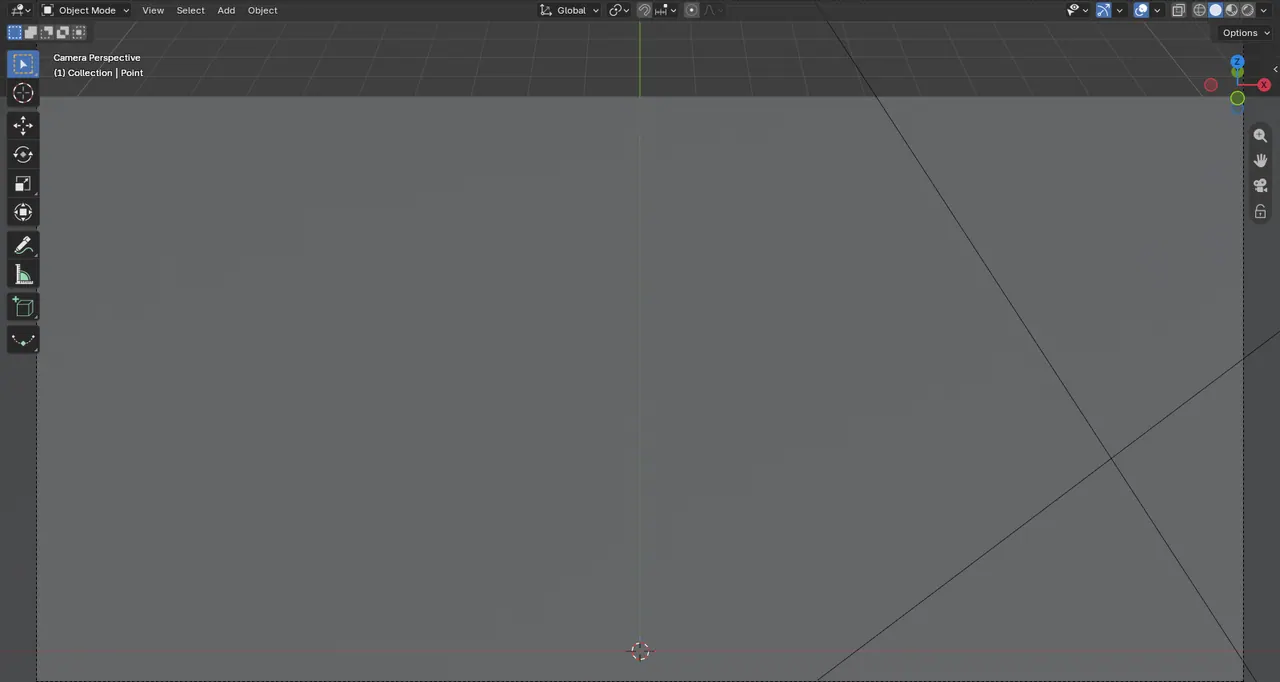 Object Mode View Select Add Object Global
Options
Camera Perspective
(1) Collection | Point
Z
X